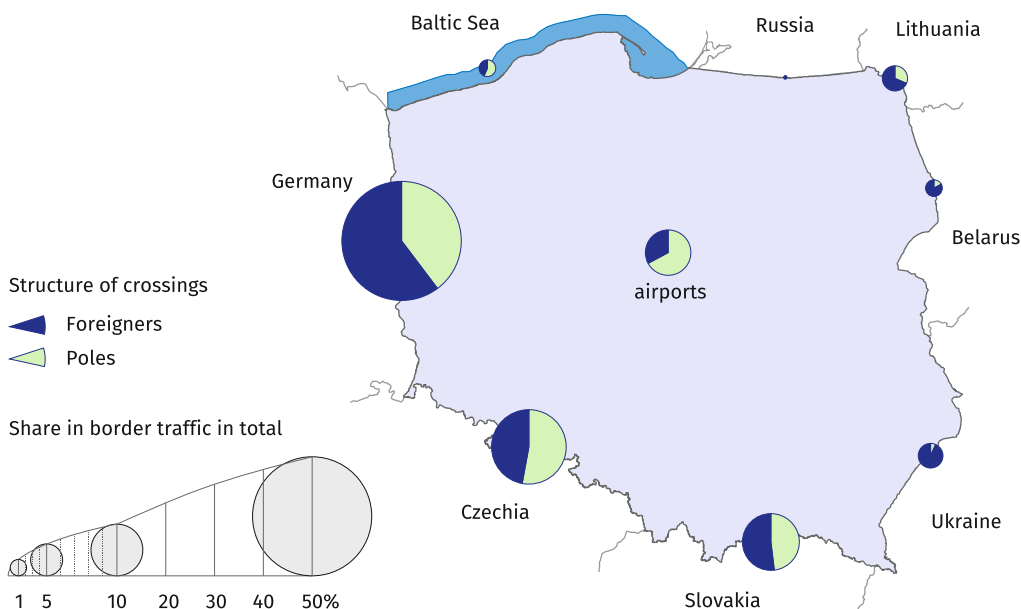 Baltic Sea
Russia
Lithuania
Germany
Belarus
airports
Structure of crossings
Foreigners
Poles
Share in border traffic in total
Czechia
Ukraine
Slovakia
1 5 10 20 30 40 50%